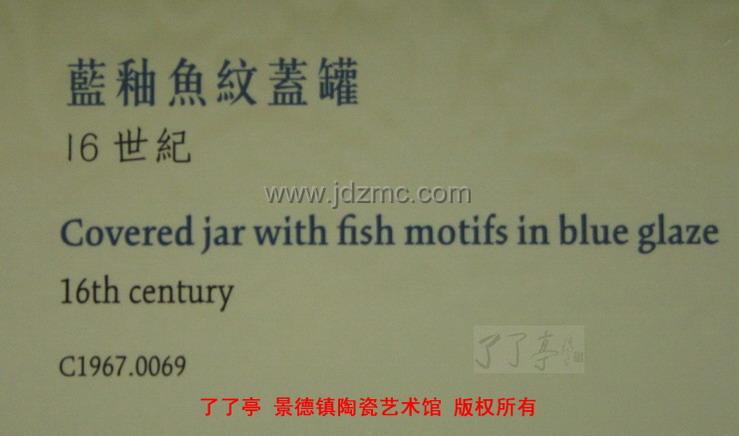 藍釉魚紋蓋罐
16 世紀
www.jdzmc.com
Covered jar with fish motifs in blue glaze
16th century
了了亭
C1967.0069
了了亭 景德镇陶瓷艺术馆 版权所有